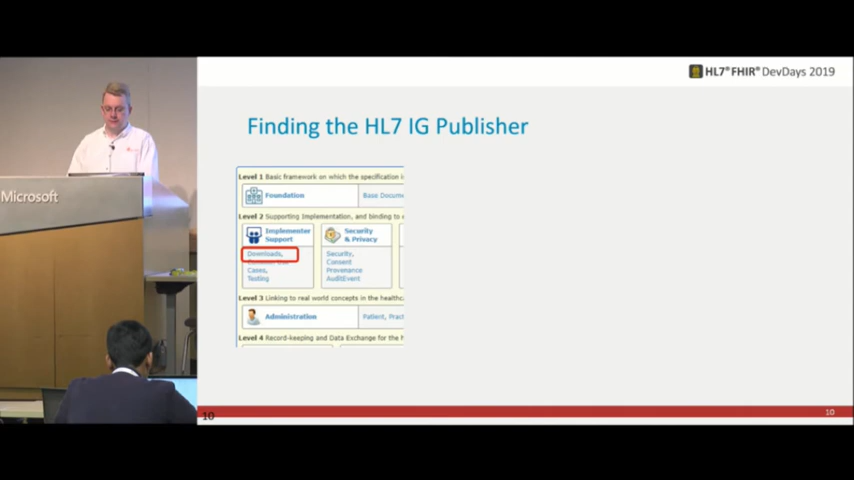 HL7® FHIR® DevDays 2019
Finding the HL7 IG Publisher
Level 1 Basic framework on which the specification i
Foundation
Base Docume
Level 2 Supporting Implementation, and binding to e
Implementer
Support
Security
& Privacy
Downloads,
Cases,
Testing
Security,
Consent
Provenance
AuditEvent
Level 3 Linking to real world concepts in the healthc
Administration
Patient, Pract
Level 4 Record-keeping and Data Exchange for the h
Microsoft
10
10